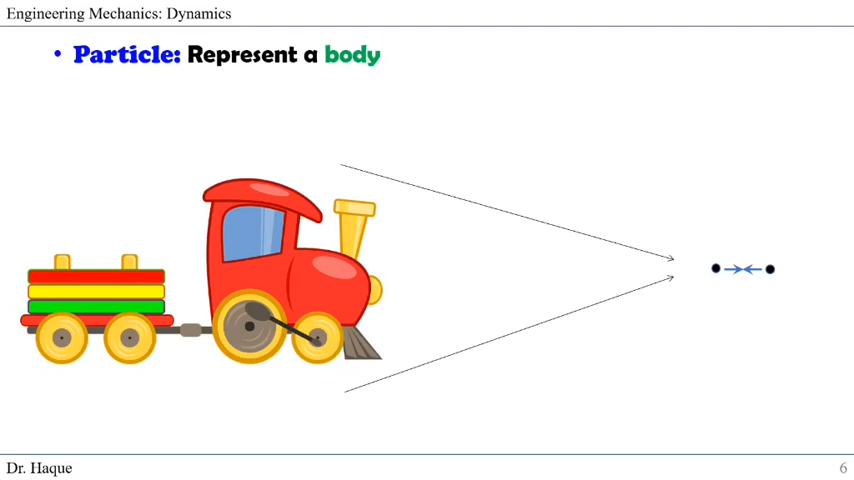 Engineering Mechanics: Dynamics
• Particle: Represent a body
Dr. Haque
6